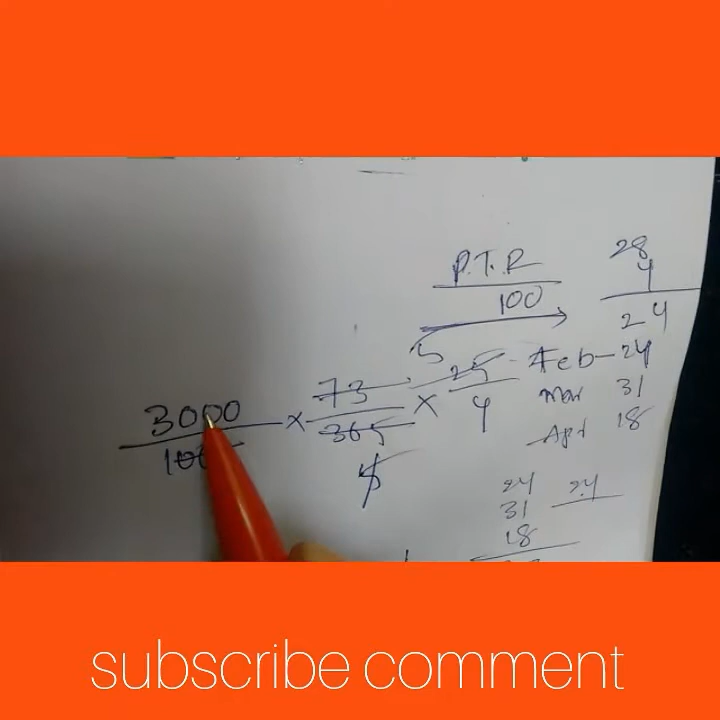 P.T.R
100
28
4
24
Feb - 24
31
Apr 18
5
3000 × 73 × 25
100 365 4
5
24
31
18
24
subscribe comment